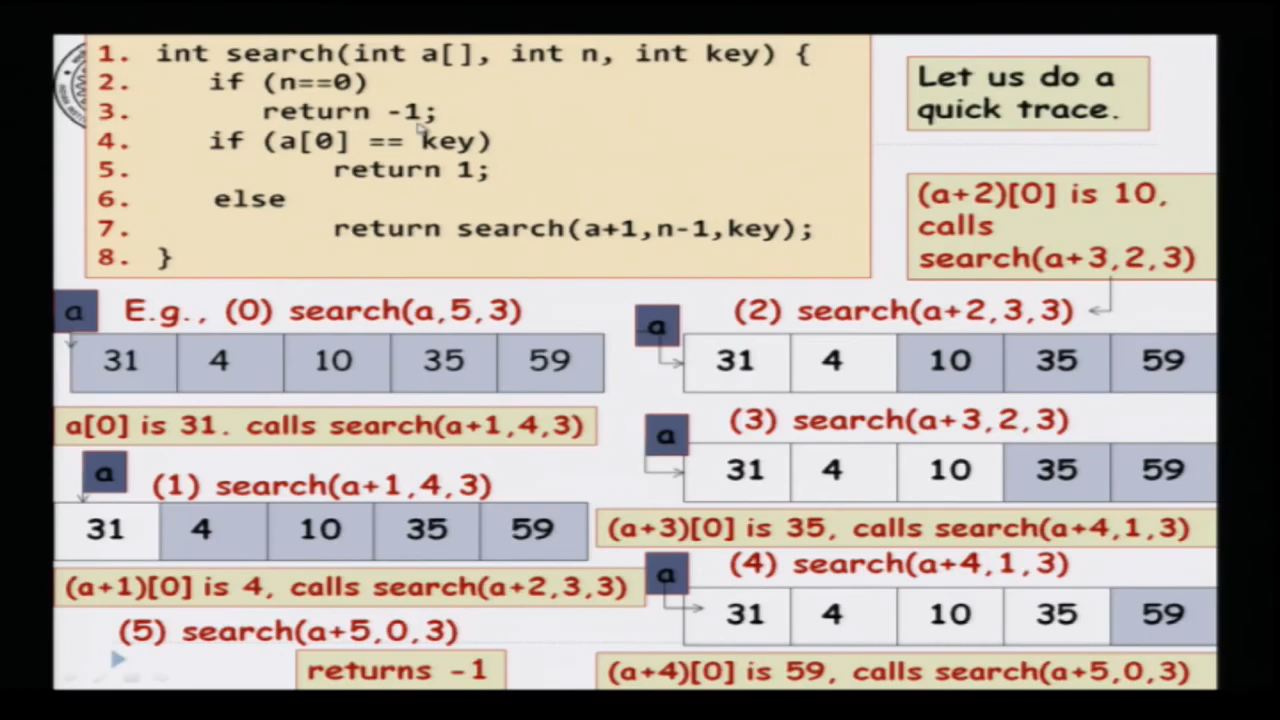 1. int search(int a[], int n, int key) {
2. if (n==0)
3. return -1;
4. if (a[0] == key)
5. return 1;
6. else
7. return search(a+1,n-1,key);
8. }
Let us do a
quick trace.
(a+2)[0] is 10,
calls
search(a+3,2,3)
a
E.g., (0) search(a,5,3)
31 4 10 35 59
a[0] is 31. calls search(a+1,4,3)
a
(1) search(a+1,4,3)
31 4 10 35 59
(a+1)[0] is 4, calls search(a+2,3,3)
(2) search(a+2,3,3)
a
31 4 10 35 59
(3) search(a+3,2,3)
a
31 4 10 35 59
(a+3)[0] is 35, calls search(a+4,1,3)
(4) search(a+4,1,3)
a
31 4 10 35 59
(a+4)[0] is 59, calls search(a+5,0,3)
(5) search(a+5,0,3)
returns -1